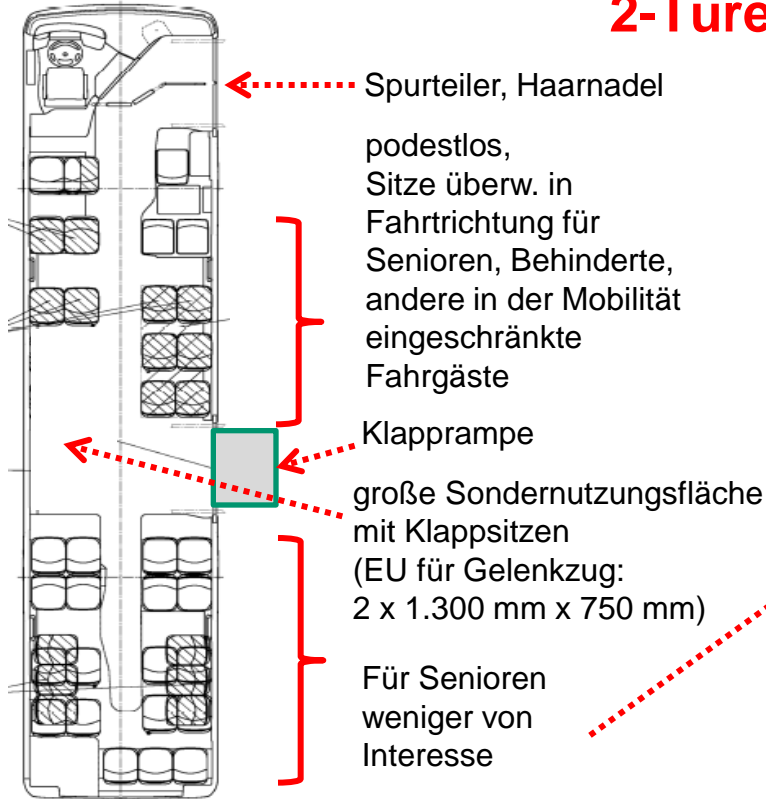 2-Türe
Spurteiler, Haarnadel
podestlos,
Sitze überw. in
Fahrtrichtung für
Senioren, Behinderte,
andere in der Mobilität
eingeschränkte
Fahrgäste
Klapprampe
große Sondernutzungsfläche
mit Klappsitzen
(EU für Gelenkzug:
2 x 1.300 mm x 750 mm)
Für Senioren
weniger von
Interesse